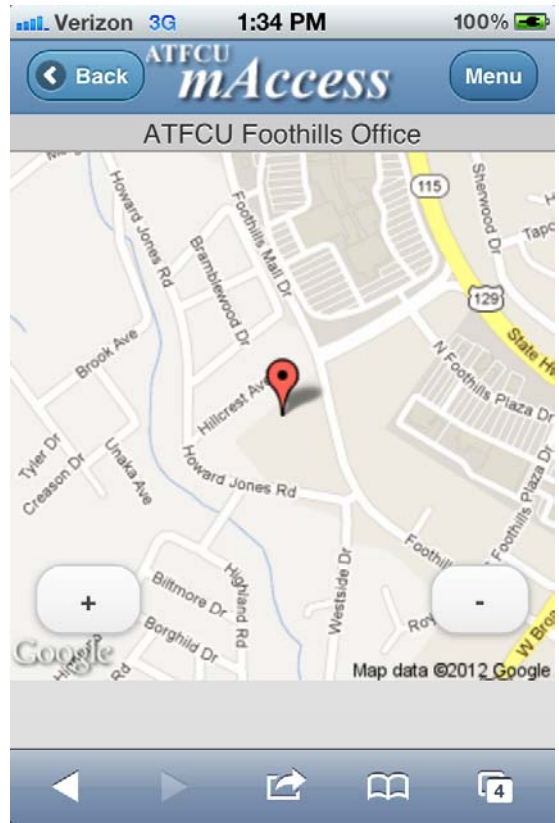 Verizon 3G 1:34 PM 100%
Back ATFCU mAccess Menu
ATFCU Foothills Office
Howard Jones Rd
Foothills Mall Dr
115
Sherwood Dr
Bramblewood Dr
129
Brook Ave
State
N Foothills Plaza Dr
Hillcrest Ave
Tyler Dr
Creason Dr
Unaka Ave
Howard Jones Rd
Foothills Plaza Dr
Highland Rd
Westside Dr
Biltmore Dr
Borghild Dr
+
-
Rd
Google
Map data ©2012 Google
4